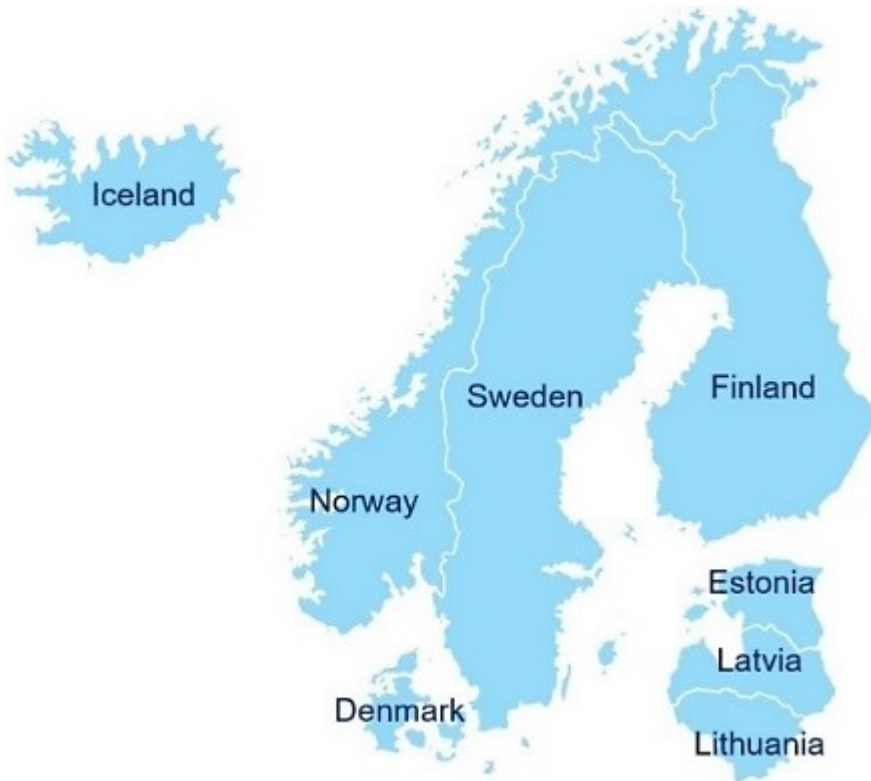 Iceland
Sweden
Finland
Norway
Estonia
Latvia
Denmark
Lithuania